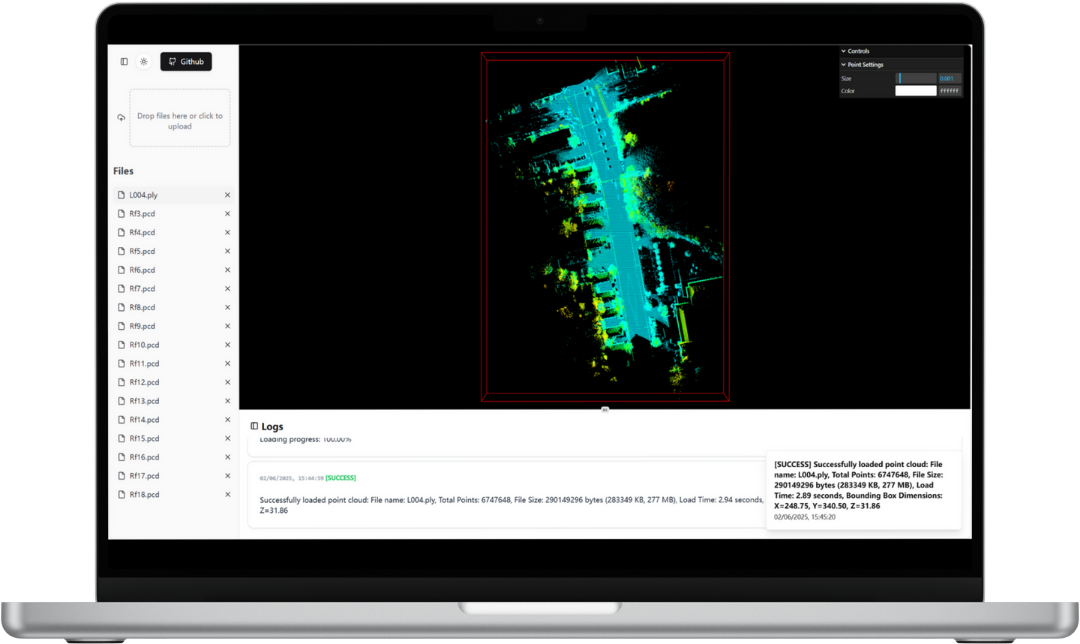 Github
Drop files here or click to
upload
Files
L004.ply
Rf3.pcd
Rf4.pcd
Rf5.pcd
Rf6.pcd
Rf7.pcd
Rf8.pcd
Rf9.pcd
Rf10.pcd
Rf11.pcd
Rf12.pcd
Rf13.pcd
Rf14.pcd
Rf15.pcd
Rf16.pcd
Rf17.pcd
Rf18.pcd
Controls
Point Settings
Size 0.001
Color FFFFFF
Logs
Loading progress: 100.00%
02/06/2025, 15:44:59 [SUCCESS]
Successfully loaded point cloud: File name: L004.ply, Total Points: 6747648, File Size: 290149296 bytes (283349 KB, 277 MB), Load Time: 2.94 seconds,
Z=31.86
[SUCCESS] Successfully loaded point cloud: File
name: L004.ply, Total Points: 6747648, File Size:
290149296 bytes (283349 KB, 277 MB), Load
Time: 2.89 seconds, Bounding Box Dimensions:
X=248.75, Y=340.50, Z=31.86
02/06/2025, 15:45:20